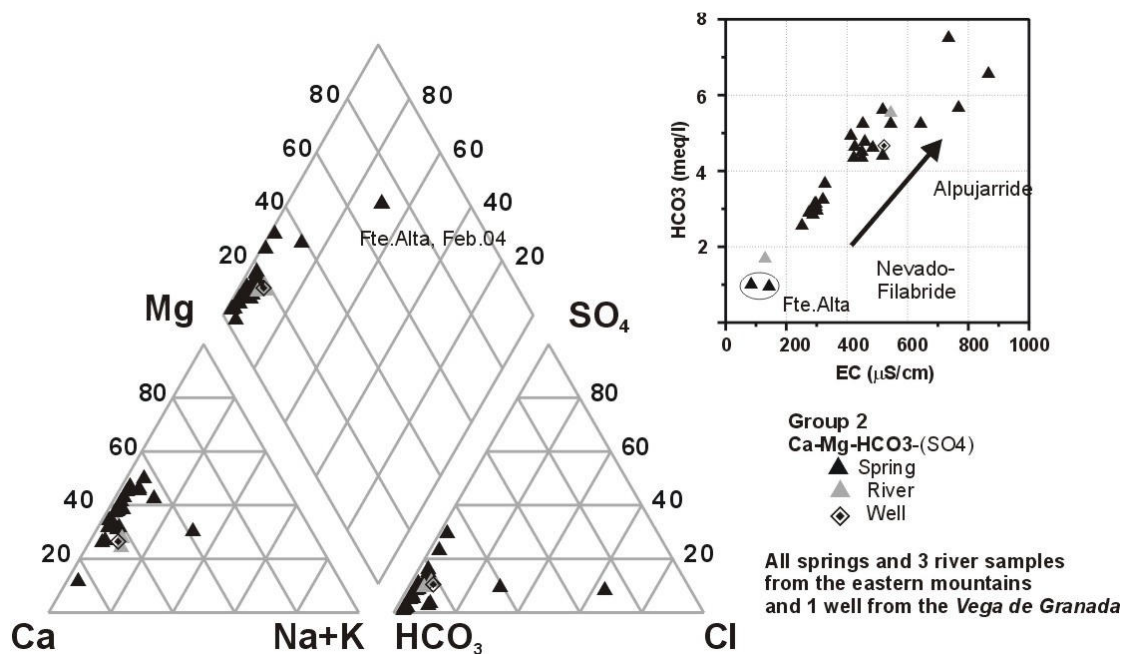 80 80
60 60
40 40
Fte.Alta, Feb.04
20 20
Mg SO4
80 80
60 60
40 40
20 20
Ca Na+K HCO3 Cl
8
6
4
2
0
HCO3 (meq/l)
Alpujarride
Nevado-
Filabride
Fte.Alta
0 200 400 600 800 1000
EC (µS/cm)
Group 2
Ca-Mg-HCO3-(SO4)
Spring
River
Well
All springs and 3 river samples
from the eastern mountains
and 1 well from the Vega de Granada